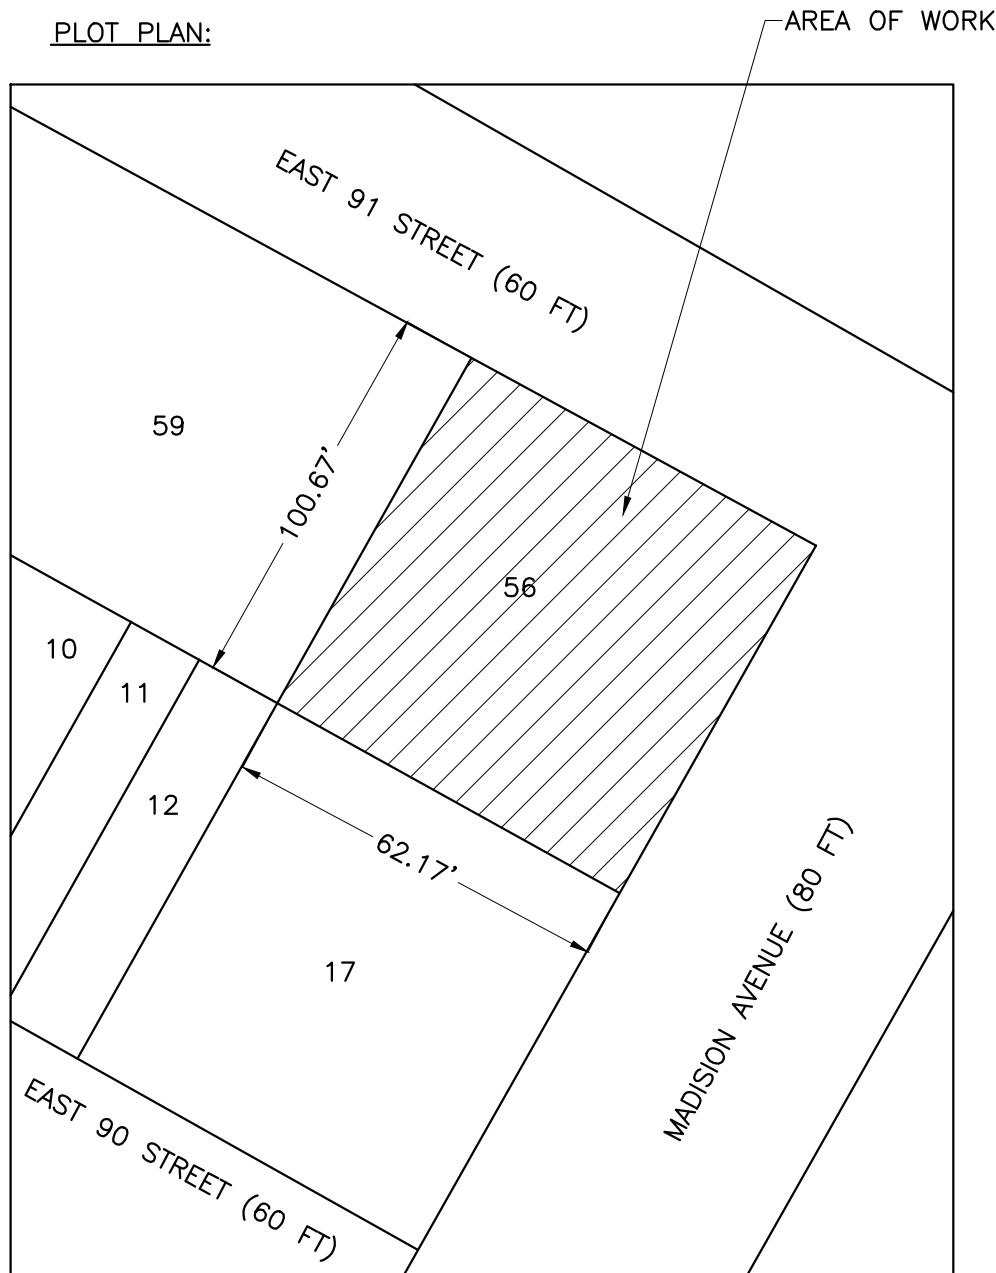 PLOT PLAN:
AREA OF WORK
EAST 91 STREET (60 FT)
59
100.67'
56
10
11
12
62.17'
17
MADISION AVENUE (80 FT)
EAST 90 STREET (60 FT)